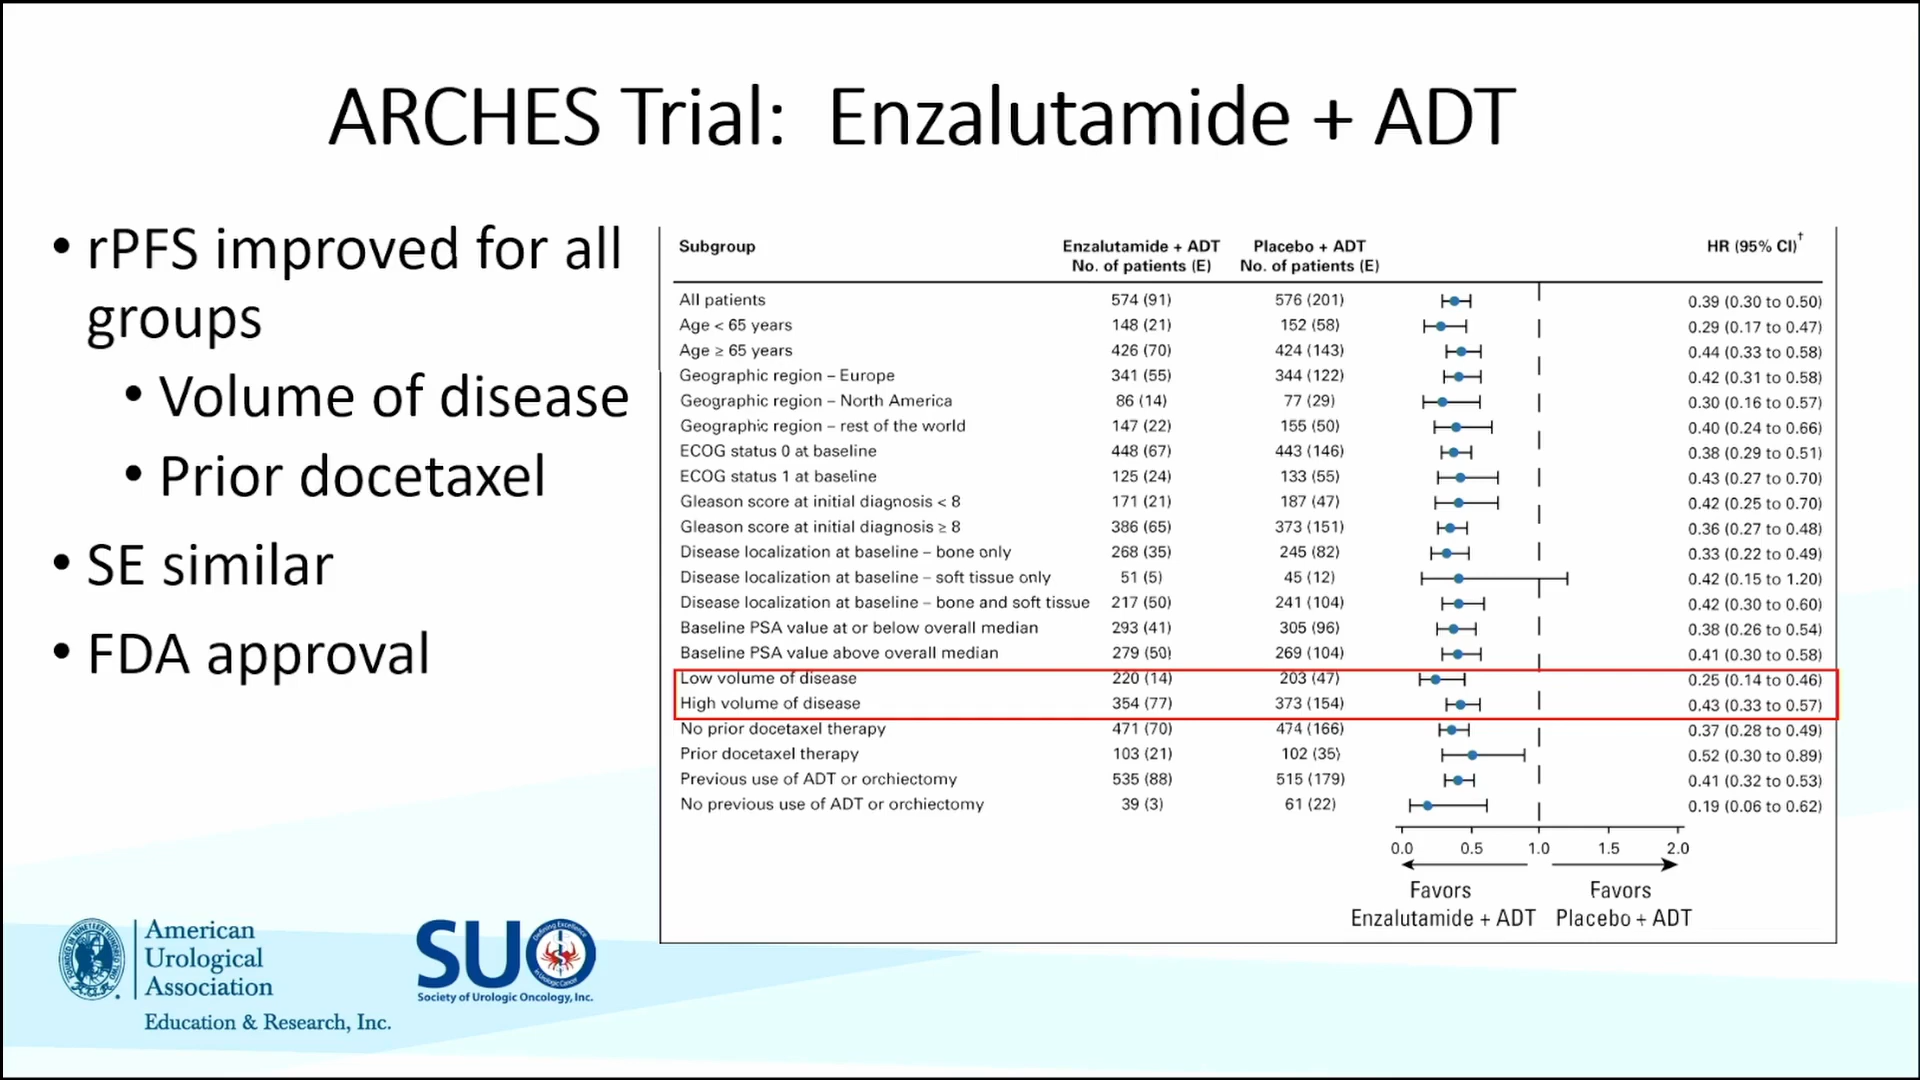 ARCHES Trial: Enzalutamide + ADT
• rPFS improved for all
groups
• Volume of disease
• Prior docetaxel
• SE similar
• FDA approval
Subgroup Enzalutamide + ADT No. of patients (E) Placebo + ADT No. of patients (E) HR (95% CI)†
All patients 574 (91) 576 (201) 0.39 (0.30 to 0.50)
Age < 65 years 148 (21) 152 (58) 0.29 (0.17 to 0.47)
Age ≥ 65 years 426 (70) 424 (143) 0.44 (0.33 to 0.58)
Geographic region – Europe 341 (55) 344 (122) 0.42 (0.31 to 0.58)
Geographic region – North America 86 (14) 77 (29) 0.30 (0.16 to 0.57)
Geographic region – rest of the world 147 (22) 155 (50) 0.40 (0.24 to 0.66)
ECOG status 0 at baseline 448 (67) 443 (146) 0.38 (0.29 to 0.51)
ECOG status 1 at baseline 125 (24) 133 (55) 0.43 (0.27 to 0.70)
Gleason score at initial diagnosis < 8 171 (21) 187 (47) 0.42 (0.25 to 0.70)
Gleason score at initial diagnosis ≥ 8 386 (65) 373 (151) 0.36 (0.27 to 0.48)
Disease localization at baseline – bone only 268 (35) 245 (82) 0.33 (0.22 to 0.49)
Disease localization at baseline – soft tissue only 51 (5) 45 (12) 0.42 (0.15 to 1.20)
Disease localization at baseline – bone and soft tissue 217 (50) 241 (104) 0.42 (0.30 to 0.60)
Baseline PSA value at or below overall median 293 (41) 305 (96) 0.38 (0.26 to 0.54)
Baseline PSA value above overall median 279 (50) 269 (104) 0.41 (0.30 to 0.58)
Low volume of disease 220 (14) 203 (47) 0.25 (0.14 to 0.46)
High volume of disease 354 (77) 373 (154) 0.43 (0.33 to 0.57)
No prior docetaxel therapy 471 (70) 474 (166) 0.37 (0.28 to 0.49)
Prior docetaxel therapy 103 (21) 102 (35) 0.52 (0.30 to 0.89)
Previous use of ADT or orchiectomy 535 (88) 515 (179) 0.41 (0.32 to 0.53)
No previous use of ADT or orchiectomy 39 (3) 61 (22) 0.19 (0.06 to 0.62)
0.0 0.5 1.0 1.5 2.0
Favors Favors
Enzalutamide + ADT Placebo + ADT
American
Urological
Association
Education & Research, Inc.
SUO
Defining Excellence
in Urologic Cancer
Society of Urologic Oncology, Inc.